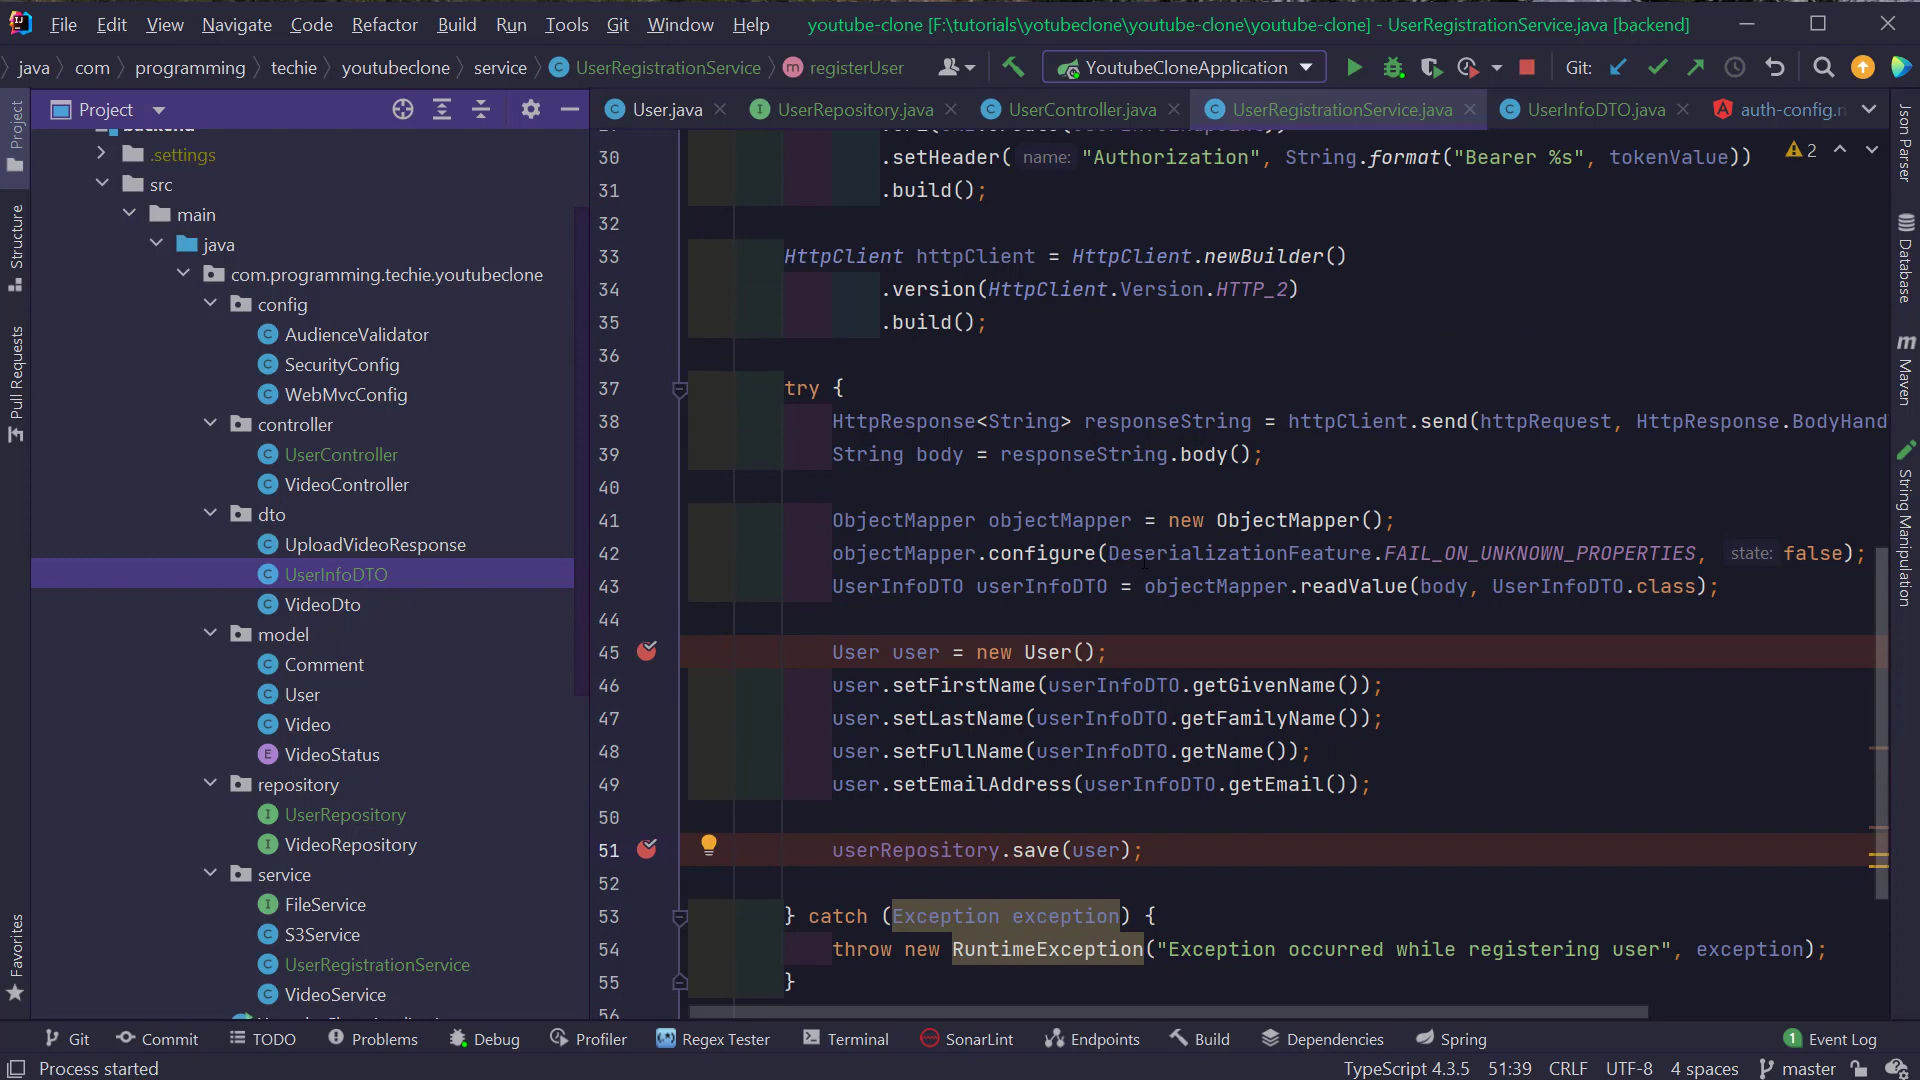 File Edit View Navigate Code Refactor Build Run Tools Git Window Help youtube-clone [F:\tutorials\yotubeclone\youtube-clone\youtube-clone] - UserRegistrationService.java [backend]
java com programming techie youtubeclone service UserRegistrationService registerUser YoutubeCloneApplication Git:
Project
User.java UserRepository.java UserController.java UserRegistrationService.java UserInfoDTO.java auth-config.n
backend
.settings
src
main
java
com.programming.techie.youtubeclone
config
AudienceValidator
SecurityConfig
WebMvcConfig
controller
UserController
VideoController
dto
UploadVideoResponse
UserInfoDTO
VideoDto
model
Comment
User
Video
VideoStatus
repository
UserRepository
VideoRepository
service
FileService
S3Service
UserRegistrationService
VideoService
2
30 .setHeader( name: "Authorization", String.format("Bearer %s", tokenValue))
31 .build();
32
33 HttpClient httpClient = HttpClient.newBuilder()
34 .version(HttpClient.Version.HTTP_2)
35 .build();
36
37 try {
38 HttpResponse<String> responseString = httpClient.send(httpRequest, HttpResponse.BodyHand
39 String body = responseString.body();
40
41 ObjectMapper objectMapper = new ObjectMapper();
42 objectMapper.configure(DeserializationFeature.FAIL_ON_UNKNOWN_PROPERTIES, state: false);
43 UserInfoDTO userInfoDTO = objectMapper.readValue(body, UserInfoDTO.class);
44
45 User user = new User();
46 user.setFirstName(userInfoDTO.getGivenName());
47 user.setLastName(userInfoDTO.getFamilyName());
48 user.setFullName(userInfoDTO.getName());
49 user.setEmailAddress(userInfoDTO.getEmail());
50
51 userRepository.save(user);
52
53 } catch (Exception exception) {
54 throw new RuntimeException("Exception occurred while registering user", exception);
55 }
56
Project
Structure
Pull Requests
Favorites
Json Parser
Database
m Maven
String Manipulation
Git Commit TODO Problems Debug Profiler Regex Tester Terminal SonarLint Endpoints Build Dependencies Spring 1 Event Log
Process started TypeScript 4.3.5 51:39 CRLF UTF-8 4 spaces master